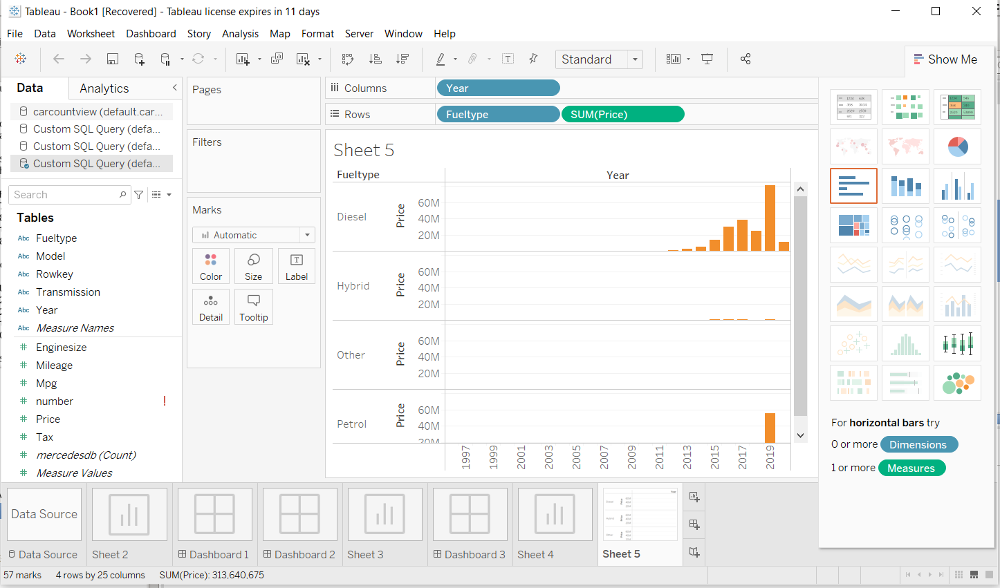 Tableau - Book1 [Recovered] - Tableau license expires in 11 days
File Data Worksheet Dashboard Story Analysis Map Format Server Window Help
Standard
Show Me
Data Analytics
carcountview (default.car...
Custom SQL Query (defa...
Custom SQL Query (defa...
Custom SQL Query (defa...
Search
Tables
Abc Fueltype
Abc Model
Abc Rowkey
Abc Transmission
Abc Year
Abc Measure Names
# Enginesize
# Mileage
# Mpg
# number !
# Price
# Tax
# mercedesdb (Count)
# Measure Values
Pages
Filters
Marks
Automatic
Color Size Label
Detail Tooltip
Columns Year
Rows Fueltype SUM(Price)
Sheet 5
Fueltype Year
Diesel Price 60M 40M 20M
Hybrid Price 60M 40M 20M
Other Price 60M 40M 20M
Petrol Price 60M 40M 20M
1997 1999 2001 2003 2005 2007 2009 2011 2013 2015 2017 2019
For horizontal bars try
0 or more Dimensions
1 or more Measures
Data Source
Data Source Sheet 2 Dashboard 1 Dashboard 2 Sheet 3 Dashboard 3 Sheet 4 Sheet 5
57 marks 4 rows by 25 columns SUM(Price): 313,640,675